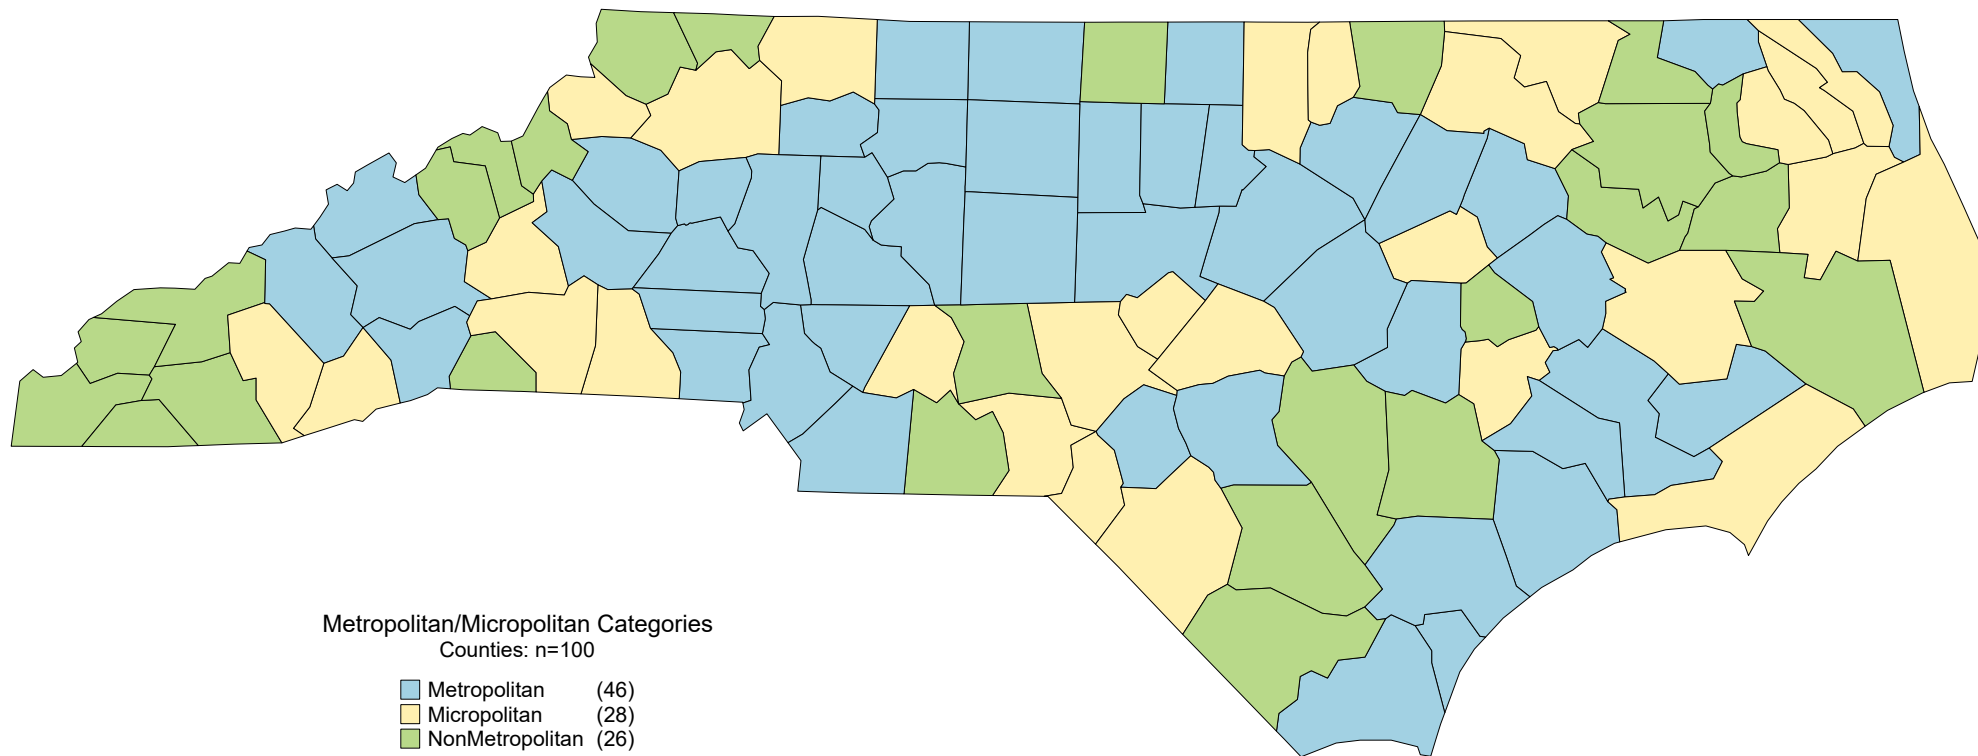 Metropolitan/Micropolitan Categories
Counties: n=100
Metropolitan (46)
Micropolitan (28)
NonMetropolitan (26)